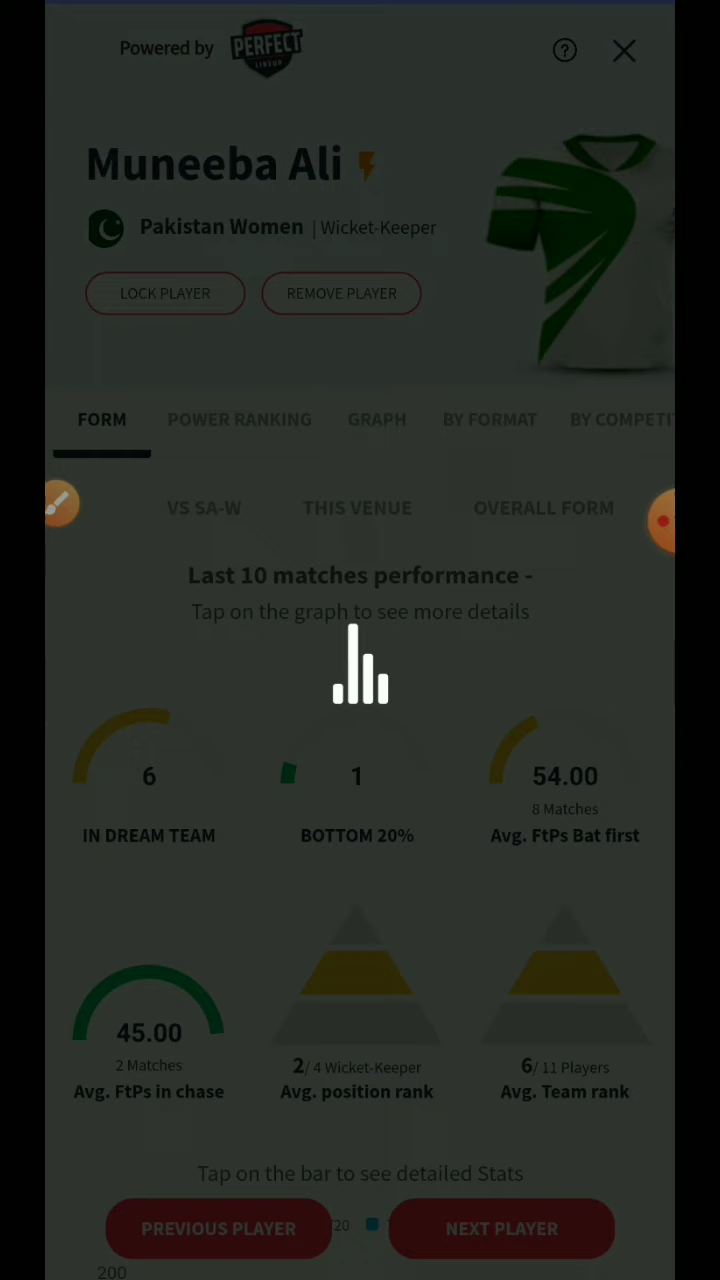 Powered by PERFECT LINEUP
Muneeba Ali
Pakistan Women | Wicket-Keeper
LOCK PLAYER REMOVE PLAYER
FORM POWER RANKING GRAPH BY FORMAT BY COMPETI
VS SA-W THIS VENUE OVERALL FORM
Last 10 matches performance -
Tap on the graph to see more details
6 1 54.00
8 Matches
IN DREAM TEAM BOTTOM 20% Avg. FtPs Bat first
45.00
2 Matches 2/ 4 Wicket-Keeper 6/ 11 Players
Avg. FtPs in chase Avg. position rank Avg. Team rank
Tap on the bar to see detailed Stats
PREVIOUS PLAYER 20 NEXT PLAYER
200